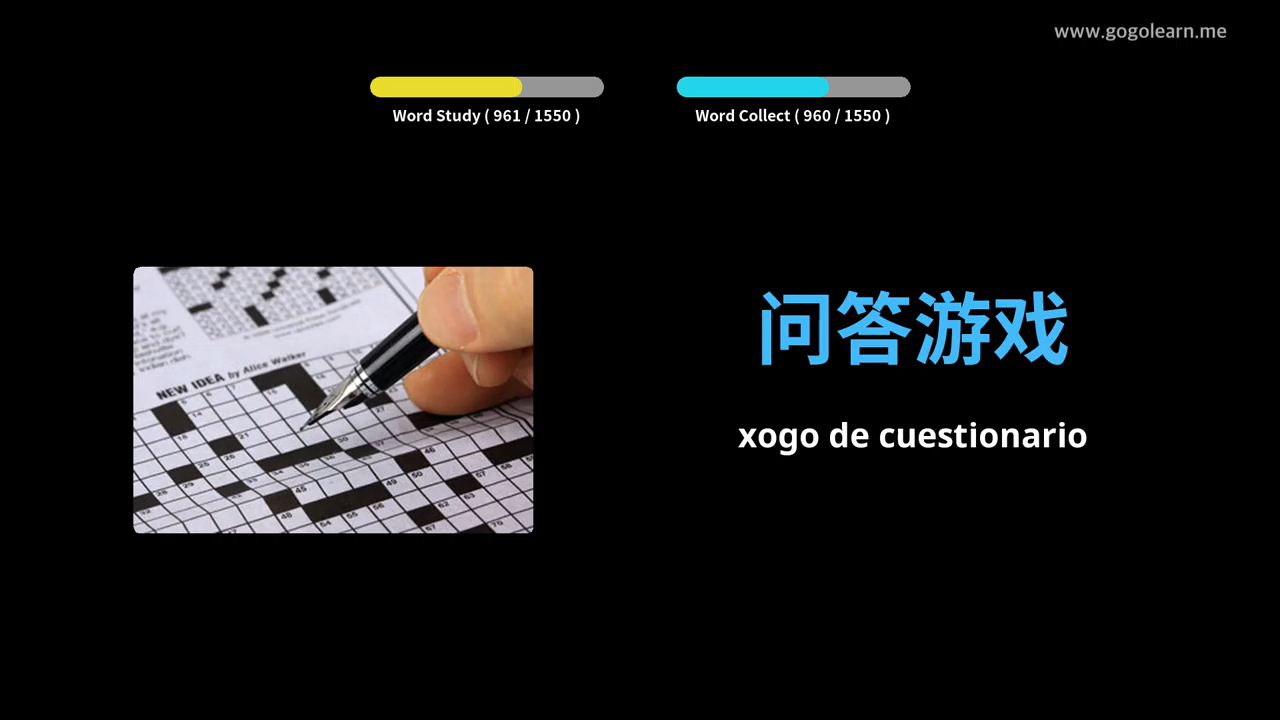 www.gogolearn.me
Word Study ( 961 / 1550 )
Word Collect ( 960 / 1550 )
问答游戏
xogo de cuestionario
NEW IDEA by Alice Walker